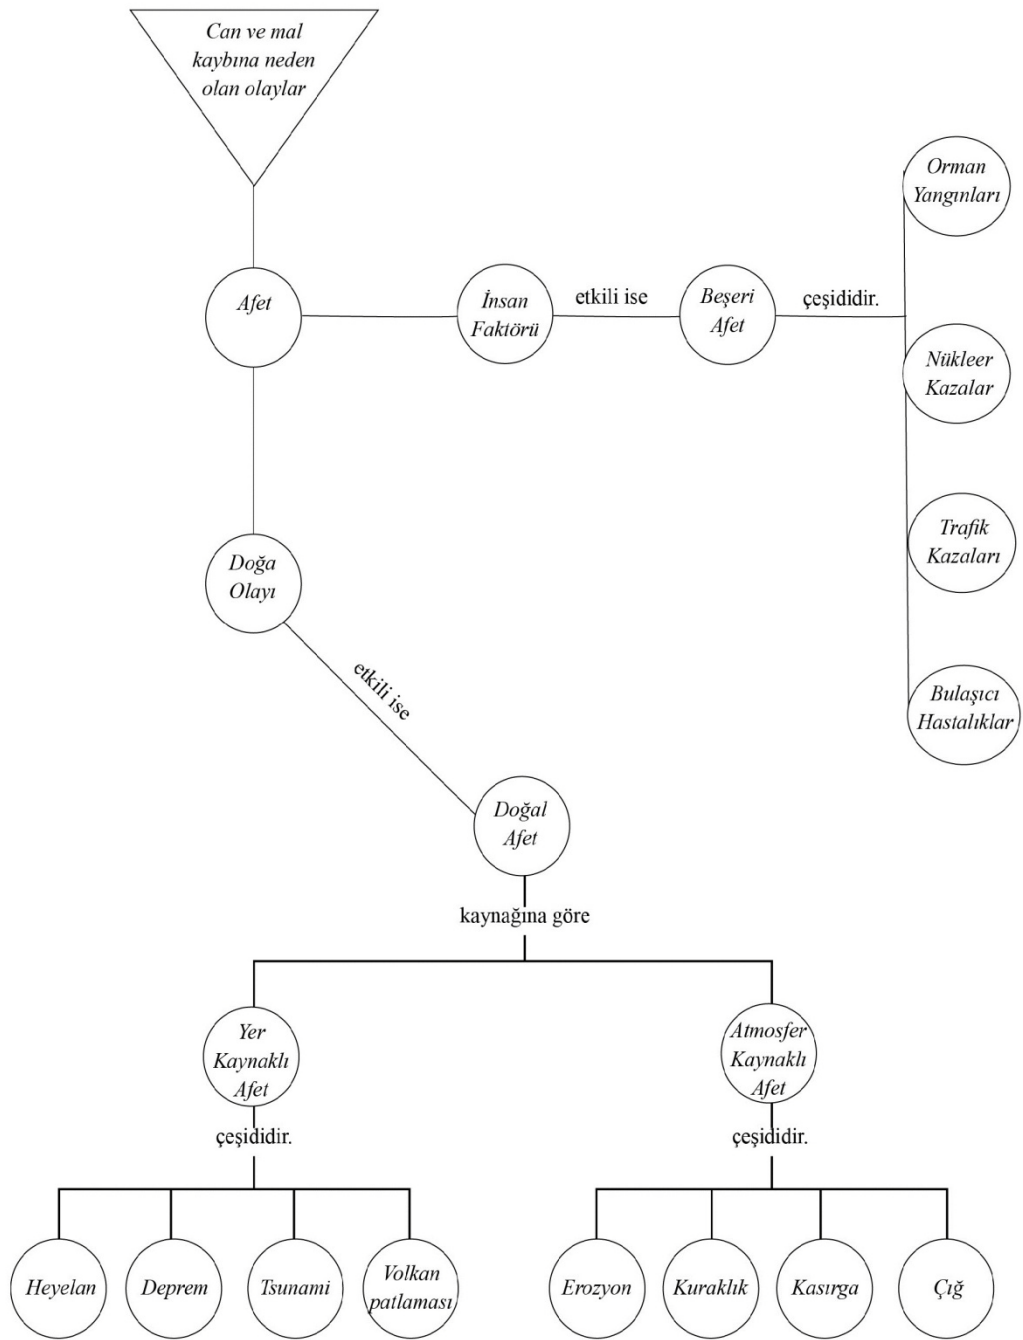 Can ve mal
kaybına neden
olan olaylar
Orman
Yangınları
Afet
İnsan
Faktörü
etkili ise
Beşeri
Afet
çeşididir.
Nükleer
Kazalar
Trafik
Kazaları
Bulaşıcı
Hastalıklar
Doğa
Olayı
etkili ise
Doğal
Afet
kaynağına göre
Yer
Kaynaklı
Afet
Atmosfer
Kaynaklı
Afet
çeşididir.
çeşididir.
Heyelan
Deprem
Tsunami
Volkan
patlaması
Erozyon
Kuraklık
Kasırga
Çığ